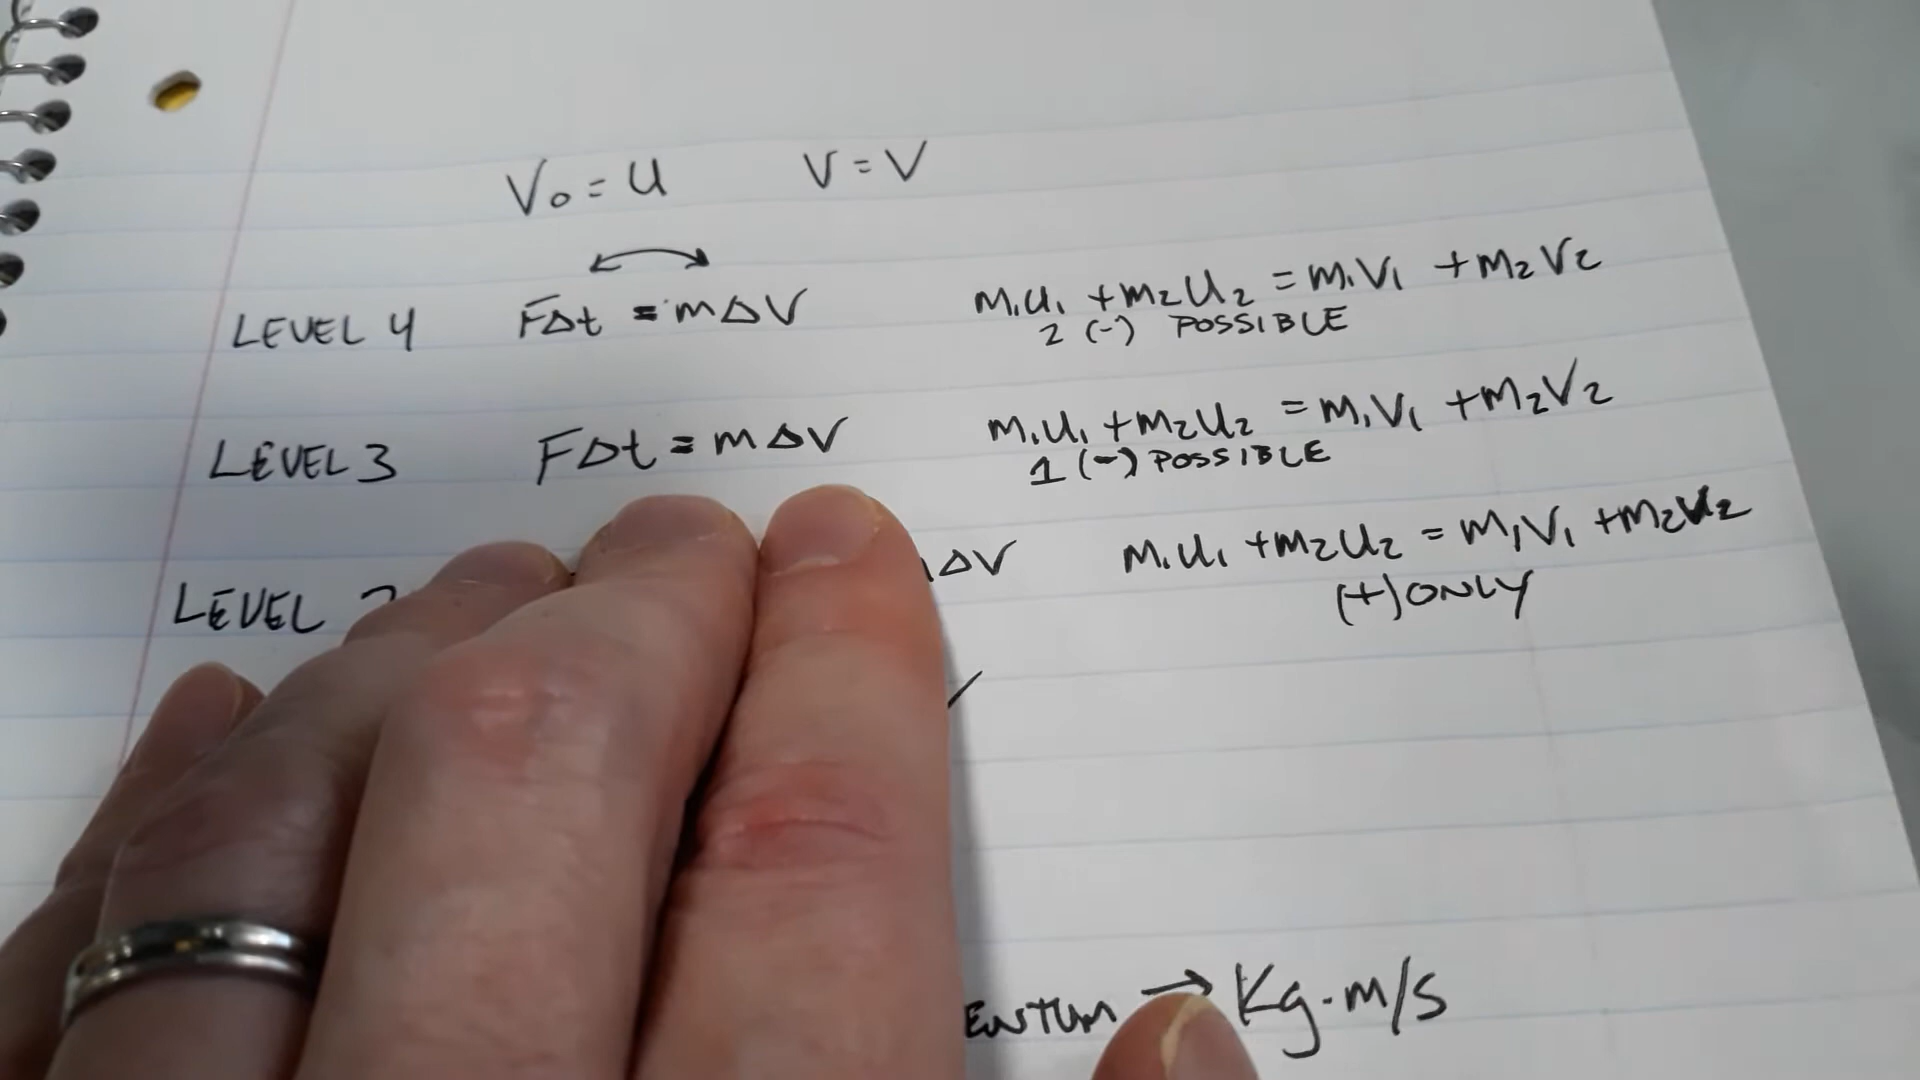 V₀ = U V = V
LEVEL 4 FΔt = mΔV m₁U₁ + m₂U₂ = m₁V₁ + m₂V₂
2 (-) POSSIBLE
LEVEL 3 FΔt = mΔV m₁U₁ + m₂U₂ = m₁V₁ + m₂V₂
1 (-) POSSIBLE
LEVEL ΔV m₁U₁ + m₂U₂ = m₁V₁ + m₂V₂
(+) ONLY
→ Kg·m/s